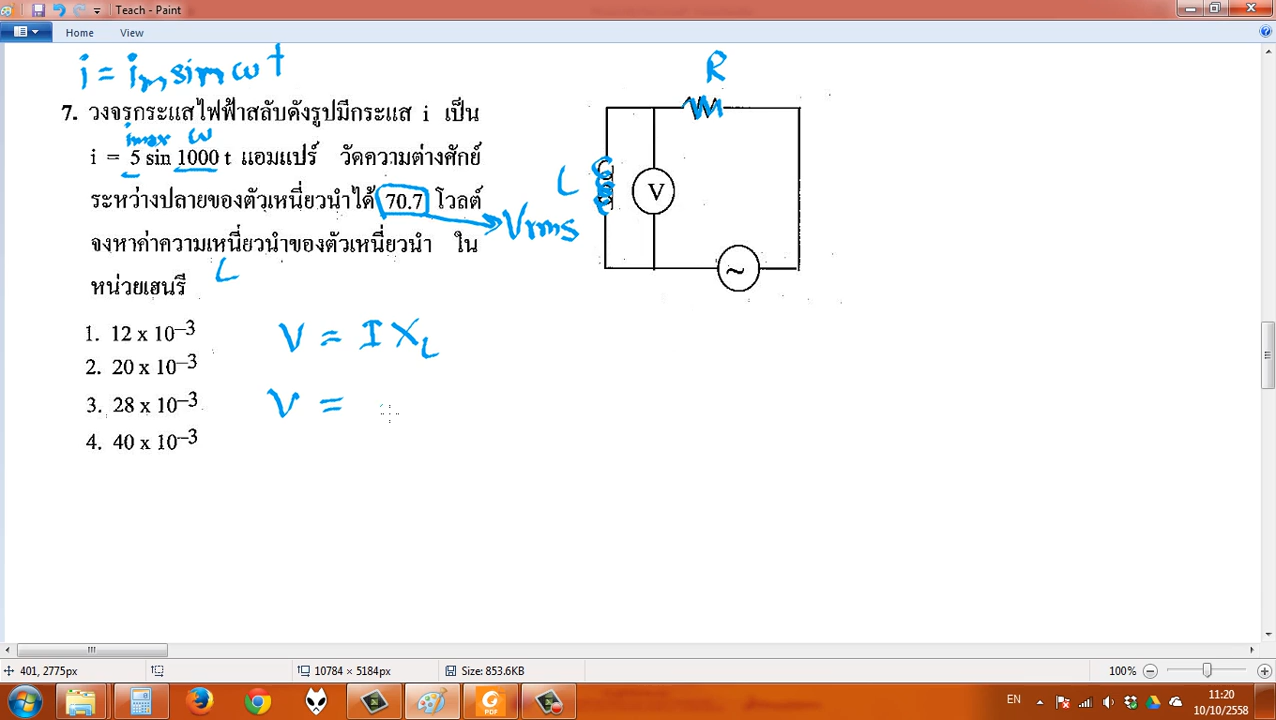 Teach - Paint
Home View
i = im sin ωt
R
7. วงจรกระแสไฟฟ้าสลับดังรูปมีกระแส i เป็น
imax ω
i = 5 sin 1000 t แอมแปร์ วัดความต่างศักย์
L
V
ระหว่างปลายของตัวเหนี่ยวนำได้ 70.7 โวลต์
Vrms
จงหาค่าความเหนี่ยวนำของตัวเหนี่ยวนำ ใน
L
~
หน่วยเฮนรี
1. 12 x 10⁻³
V = I X_L
2. 20 x 10⁻³
3. 28 x 10⁻³
V =
4. 40 x 10⁻³
401, 2775px
10784 × 5184px
Size: 853.6KB
100%
PDF
EN
11:20
10/10/2558